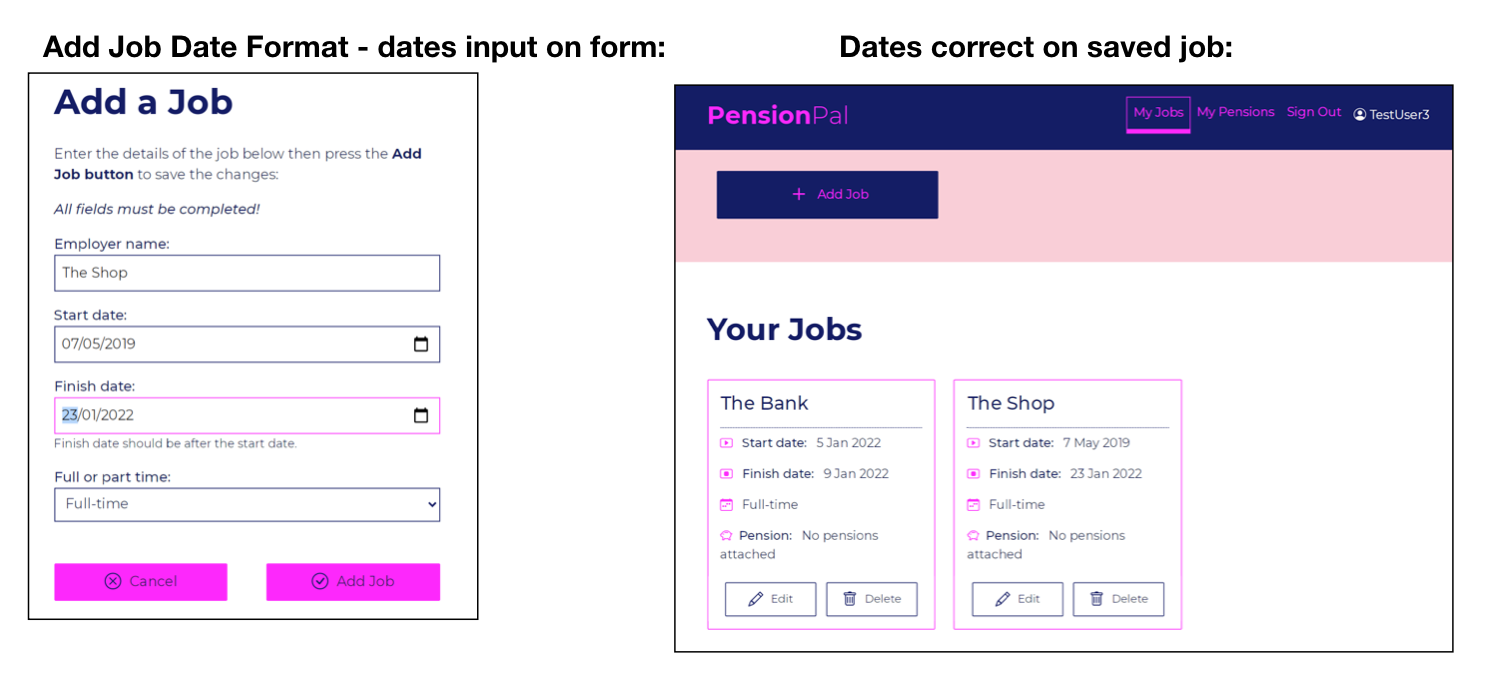 Add Job Date Format - dates input on form:
Add a Job
Enter the details of the job below then press the Add
Job button to save the changes:
All fields must be completed!
Employer name:
The Shop
Start date:
07/05/2019
Finish date:
23/01/2022
Finish date should be after the start date.
Full or part time:
Full-time
Cancel
Add Job
Dates correct on saved job:
PensionPal
My Jobs
My Pensions
Sign Out
TestUser3
Add Job
Your Jobs
The Bank
Start date: 5 Jan 2022
Finish date: 9 Jan 2022
Full-time
Pension: No pensions
attached
Edit
Delete
The Shop
Start date: 7 May 2019
Finish date: 23 Jan 2022
Full-time
Pension: No pensions
attached
Edit
Delete